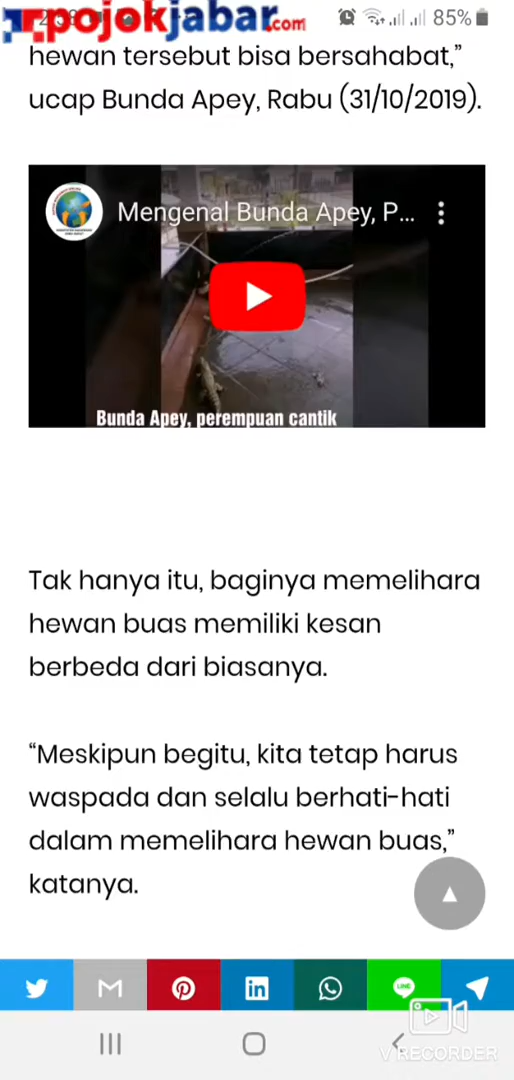 pojokjabar.com
85%
hewan tersebut bisa bersahabat,”
ucap Bunda Apey, Rabu (31/10/2019).
Mengenal Bunda Apey, P...
Bunda Apey, perempuan cantik
Tak hanya itu, baginya memelihara
hewan buas memiliki kesan
berbeda dari biasanya.
“Meskipun begitu, kita tetap harus
waspada dan selalu berhati-hati
dalam memelihara hewan buas,”
katanya.
LINE
V RECORDER